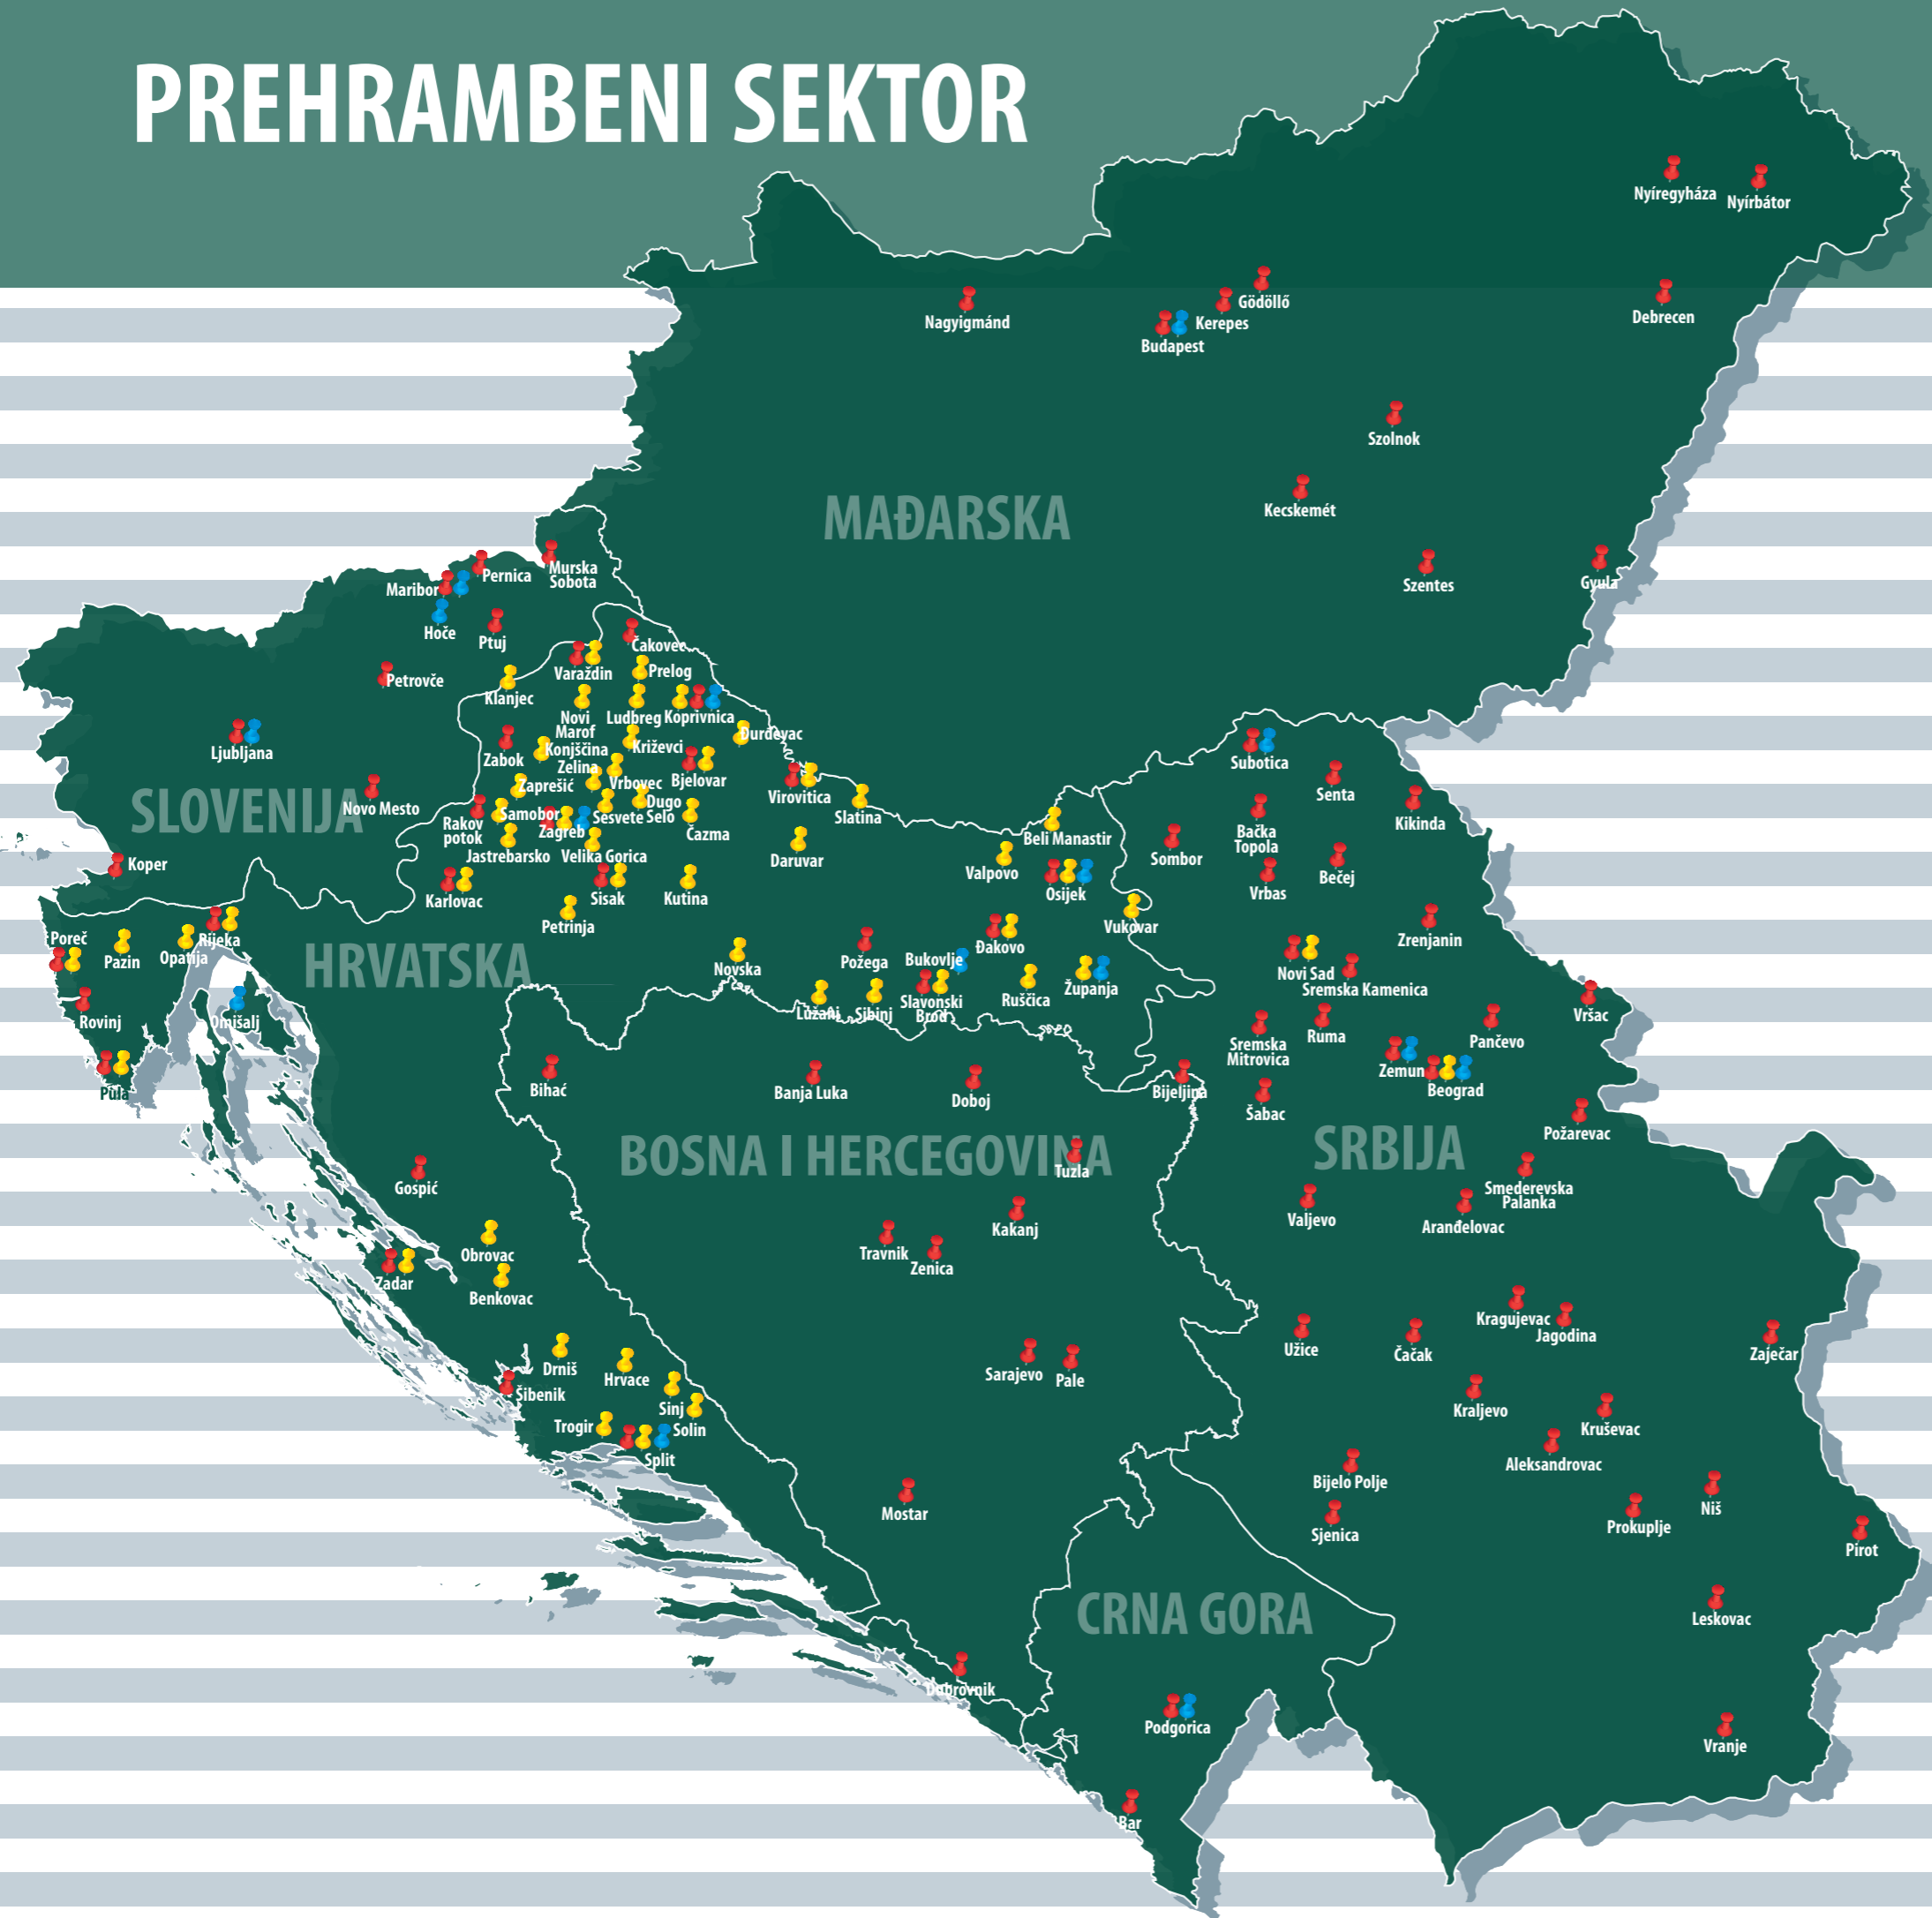 PREHRAMBENI SEKTOR
Nyíregyháza
Nyírbátor
Gödöllő
Nagyigmánd
Kerepes
Debrecen
Budapest
Szolnok
MAĐARSKA
Kecskemét
Murska
Sobota
Pernica
Maribor
Szentes
Gyula
Hoče
Ptuj
Čakovec
Varaždin
Prelog
Petrovče
Klanjec
Novi
Marof
Ludbreg
Koprivnica
Đurđevac
Ljubljana
Zabok
Konjščina
Križevci
Subotica
Zelina
Vrbovec
Bjelovar
Zaprešić
Virovitica
Senta
SLOVENIJA
Novo Mesto
Samobor
Sesvete
Dugo
Selo
Slatina
Kikinda
Rakov
potok
Zagreb
Čazma
Beli Manastir
Bačka
Topola
Jastrebarsko
Velika Gorica
Daruvar
Sombor
Koper
Valpovo
Bečej
Karlovac
Sisak
Kutina
Osijek
Vrbas
Petrinja
Vukovar
Poreč
Rijeka
Zrenjanin
Pazin
Opatija
HRVATSKA
Novska
Požega
Bukovlje
Đakovo
Novi Sad
Županja
Sremska Kamenica
Rovinj
Omišalj
Lužani
Sibinj
Slavonski
Brod
Ruščica
Vršac
Ruma
Pančevo
Sremska
Mitrovica
Zemun
Pula
Bihać
Banja Luka
Doboj
Bijeljina
Beograd
Šabac
Požarevac
BOSNA I HERCEGOVINA
SRBIJA
Tuzla
Gospić
Smederevska
Palanka
Valjevo
Aranđelovac
Kakanj
Obrovac
Travnik
Zenica
Zadar
Benkovac
Kragujevac
Jagodina
Užice
Čačak
Zaječar
Drniš
Hrvace
Sarajevo
Pale
Šibenik
Sinj
Kraljevo
Trogir
Solin
Kruševac
Split
Aleksandrovac
Bijelo Polje
Mostar
Niš
Sjenica
Prokuplje
Pirot
CRNA GORA
Leskovac
Dubrovnik
Podgorica
Vranje
Bar